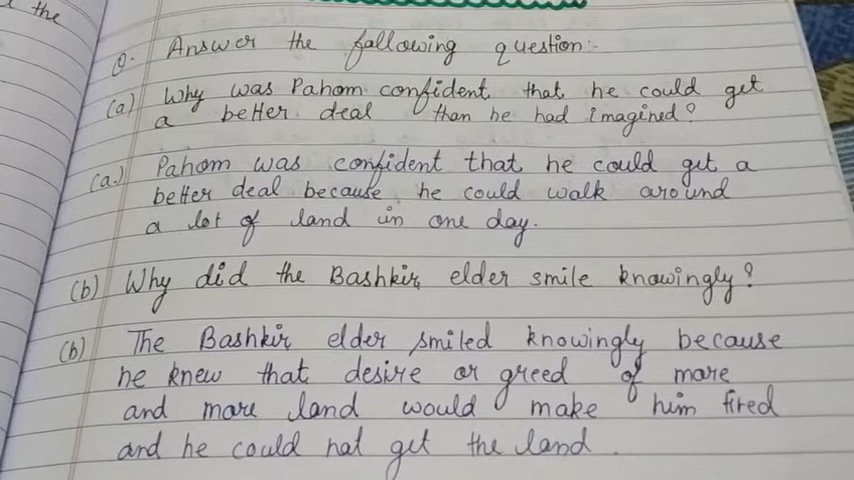 the
Q. Answer the following question:-
(a) Why was Pahom confident that he could get
a better deal than he had imagined?
(a.) Pahom was confident that he could get a
better deal because he could walk around
a lot of land in one day.
(b) Why did the Bashkir elder smile knowingly?
(b) The Bashkir elder smiled knowingly because
he knew that desire or greed of more
and more land would make him tired
and he could not get the land.